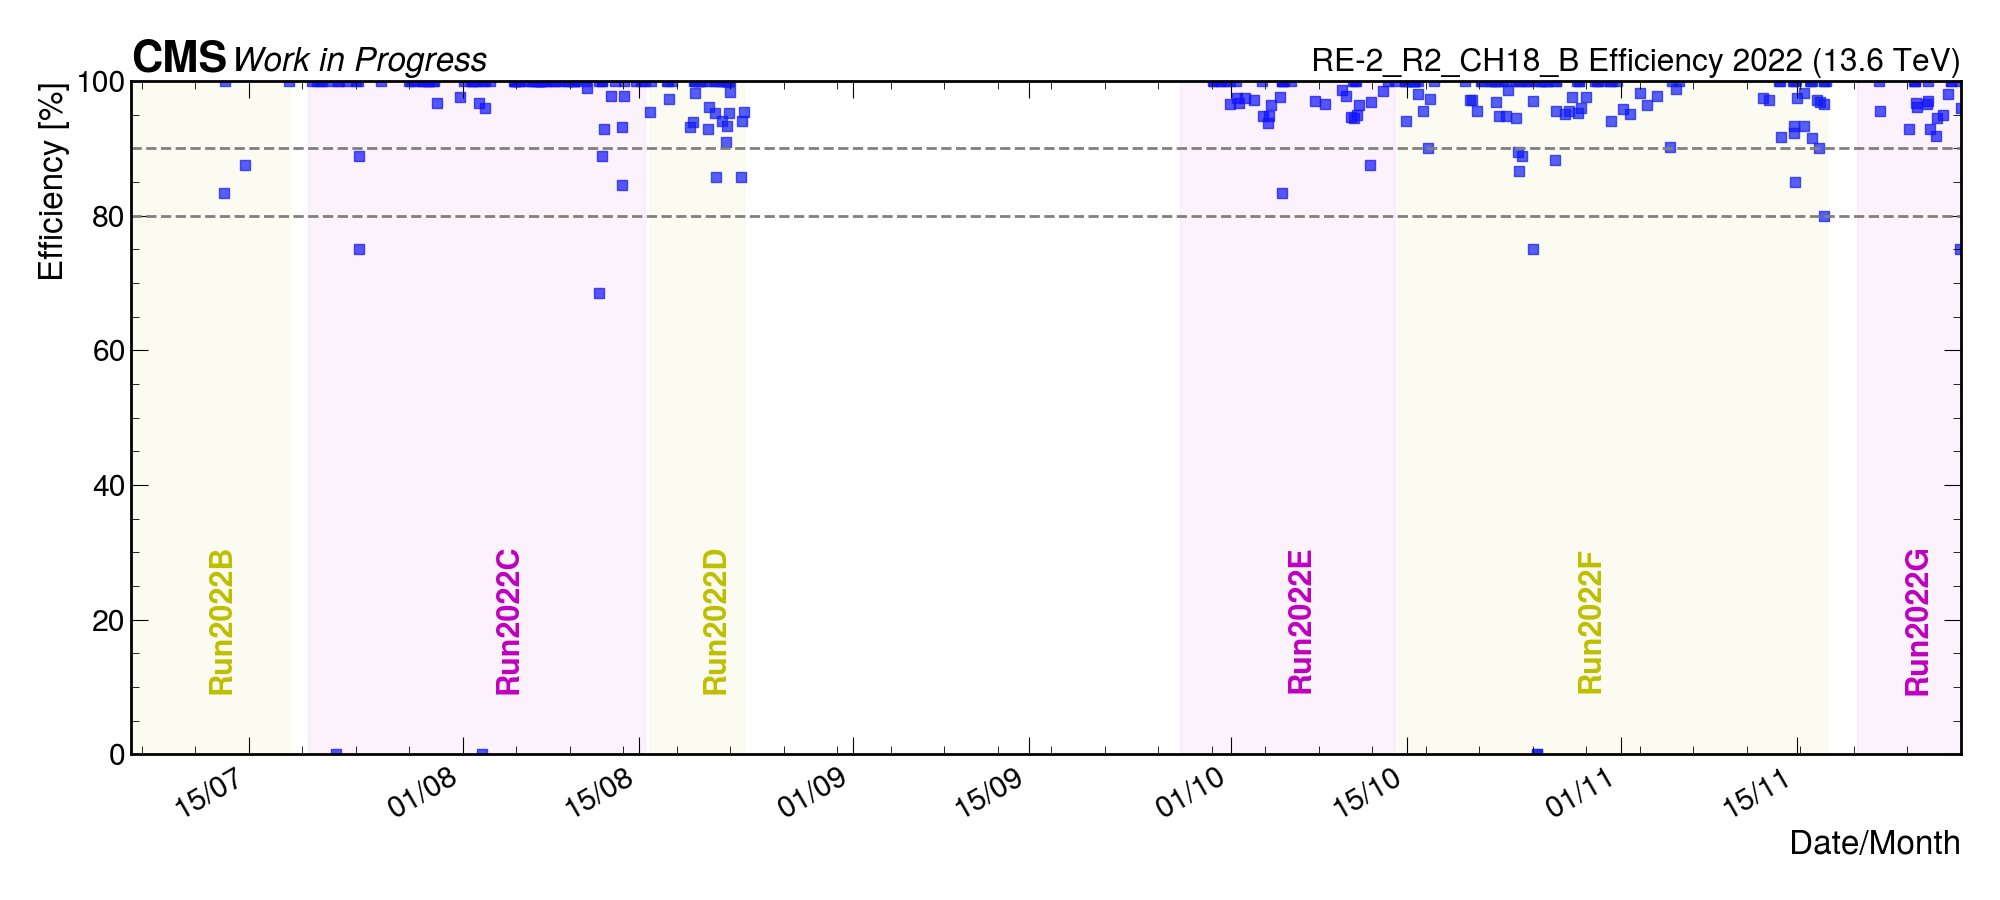 CMS Work in Progress
RE-2_R2_CH18_B Efficiency 2022 (13.6 TeV)
Efficiency [%]
100
80
60
40
20
0
Run2022B
Run2022C
Run2022D
Run2022E
Run2022F
Run2022G
15/07
01/08
15/08
01/09
15/09
01/10
15/10
01/11
15/11
Date/Month